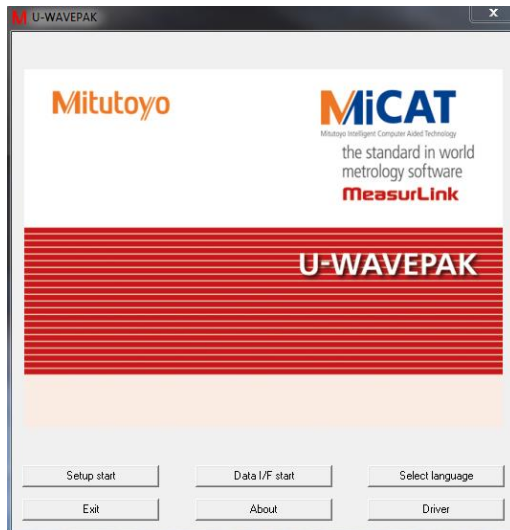 U-WAVEPAK
Mitutoyo
MiCAT
Mitutoyo Intelligent Computer Aided Technology
the standard in world
metrology software
MeasurLink
U-WAVEPAK
Setup start
Data I/F start
Select language
Exit
About
Driver